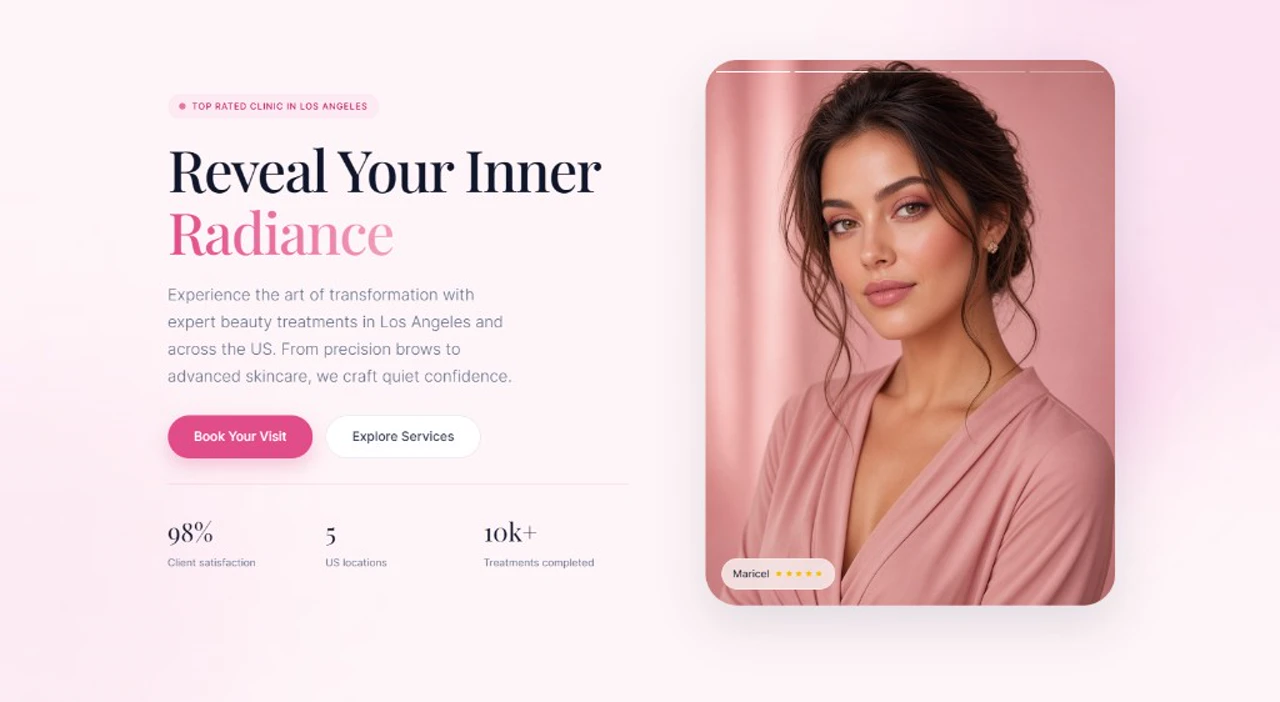 TOP RATED CLINIC IN LOS ANGELES
Reveal Your Inner
Radiance
Experience the art of transformation with
expert beauty treatments in Los Angeles and
across the US. From precision brows to
advanced skincare, we craft quiet confidence.
Book Your Visit
Explore Services
98%
Client satisfaction
5
US locations
10k+
Treatments completed
Maricel